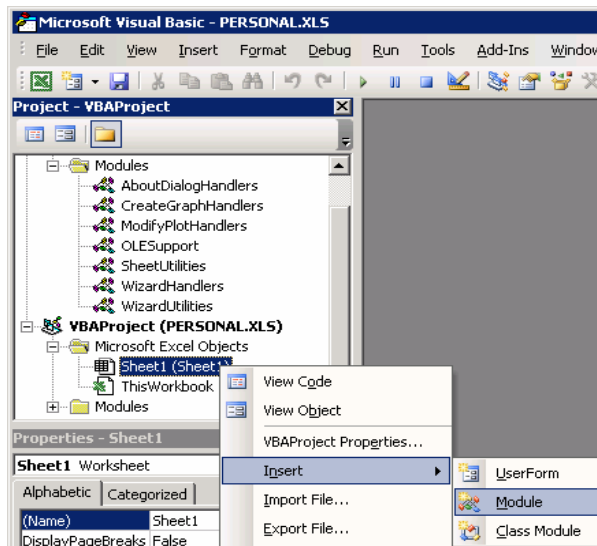 Microsoft Visual Basic - PERSONAL.XLS
File Edit View Insert Format Debug Run Tools Add-Ins Window
Project - VBAProject
Modules
AboutDialogHandlers
CreateGraphHandlers
ModifyPlotHandlers
OLESupport
SheetUtilities
WizardHandlers
WizardUtilities
VBAProject (PERSONAL.XLS)
Microsoft Excel Objects
Sheet1 (Sheet1)
ThisWorkbook
Modules
View Code
View Object
VBAProject Properties...
Insert
Import File...
Export File...
UserForm
Module
Class Module
Properties - Sheet1
Sheet1 Worksheet
Alphabetic Categorized
(Name) Sheet1
DisplayPageBreaks False